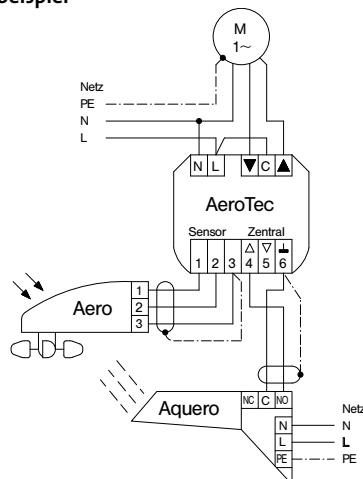 M
1~
Netz
PE
N
L
N L ▼ C ▲
AeroTec
Sensor Zentral
△ ▽ ⏊
1 2 3 4 5 6
Aero
1
2
3
Aquero
NC C NO
N
L
PE
Netz
N
L
PE